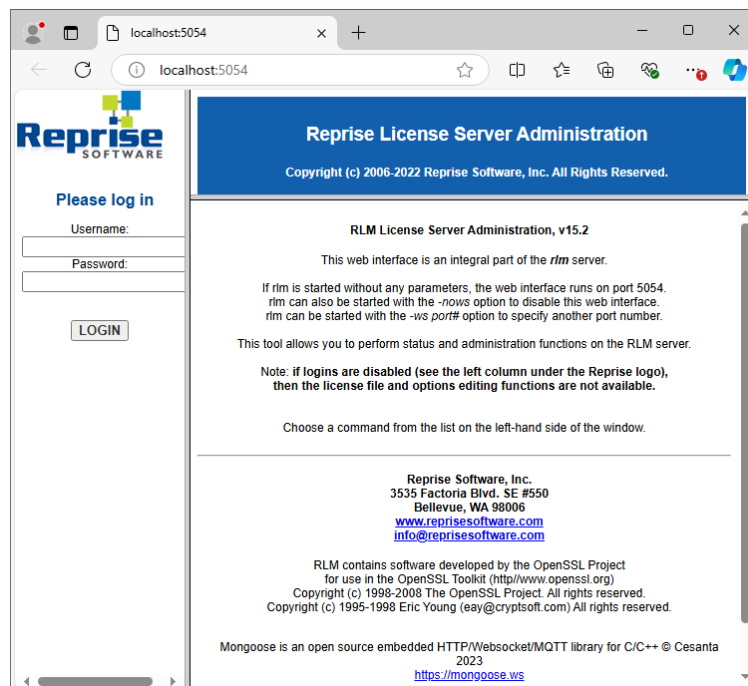 localhost:5054
localhost:5054
Reprise
SOFTWARE
Please log in
Username:
Password:
LOGIN
Reprise License Server Administration
Copyright (c) 2006-2022 Reprise Software, Inc. All Rights Reserved.
RLM License Server Administration, v15.2
This web interface is an integral part of the rlm server.
If rlm is started without any parameters, the web interface runs on port 5054.
rlm can also be started with the -nows option to disable this web interface.
rlm can be started with the -ws port# option to specify another port number.
This tool allows you to perform status and administration functions on the RLM server.
Note: if logins are disabled (see the left column under the Reprise logo),
then the license file and options editing functions are not available.
Choose a command from the list on the left-hand side of the window.
Reprise Software, Inc.
3535 Factoria Blvd. SE #550
Bellevue, WA 98006
www.reprisesoftware.com
info@reprisesoftware.com
RLM contains software developed by the OpenSSL Project
for use in the OpenSSL Toolkit (http//www.openssl.org)
Copyright (c) 1998-2008 The OpenSSL Project. All rights reserved.
Copyright (c) 1995-1998 Eric Young (eay@cryptsoft.com) All rights reserved.
Mongoose is an open source embedded HTTP/Websocket/MQTT library for C/C++ © Cesanta
2023
https://mongoose.ws